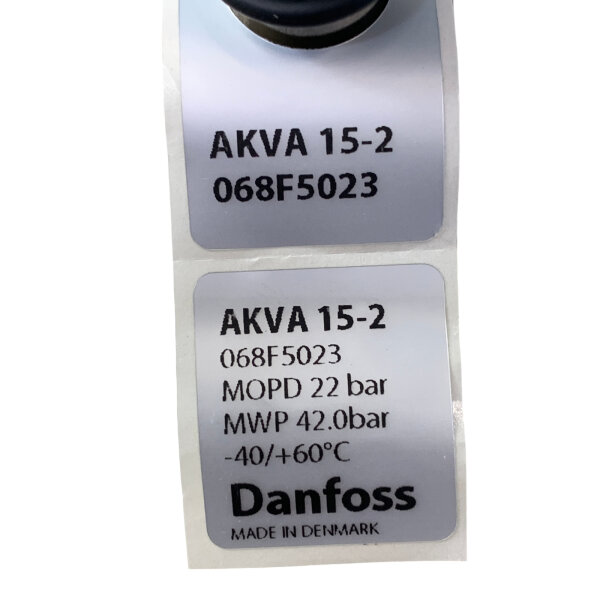 AKVA 15-2
068F5023
AKVA 15-2
068F5023
MOPD 22 bar
MWP 42.0bar
-40/+60°C
Danfoss
MADE IN DENMARK